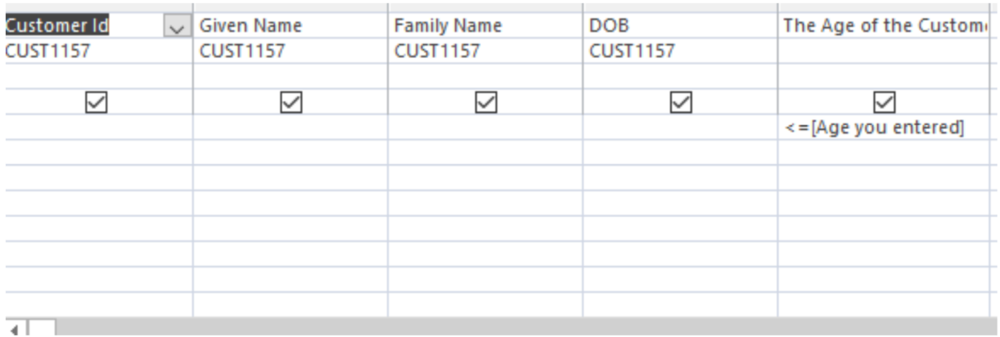 Customer Id Given Name Family Name DOB The Age of the Custom
CUST1157 CUST1157 CUST1157 CUST1157
<=[Age you entered]